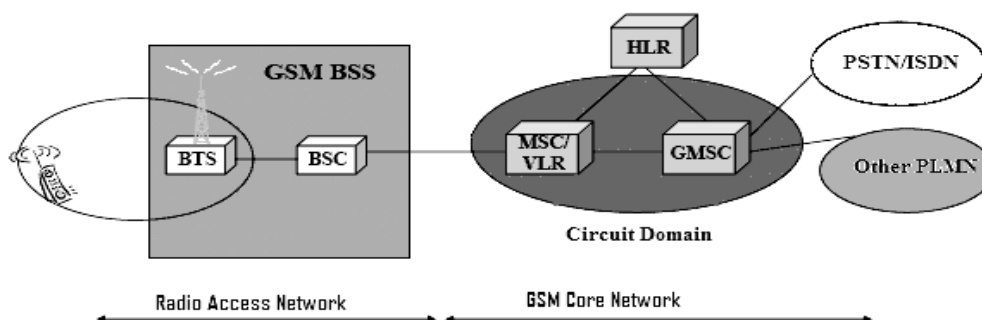 HLR
GSM BSS
PSTN/ISDN
BTS
BSC
MSC/
VLR
GMSC
Other PLMN
Circuit Domain
Radio Access Network
GSM Core Network